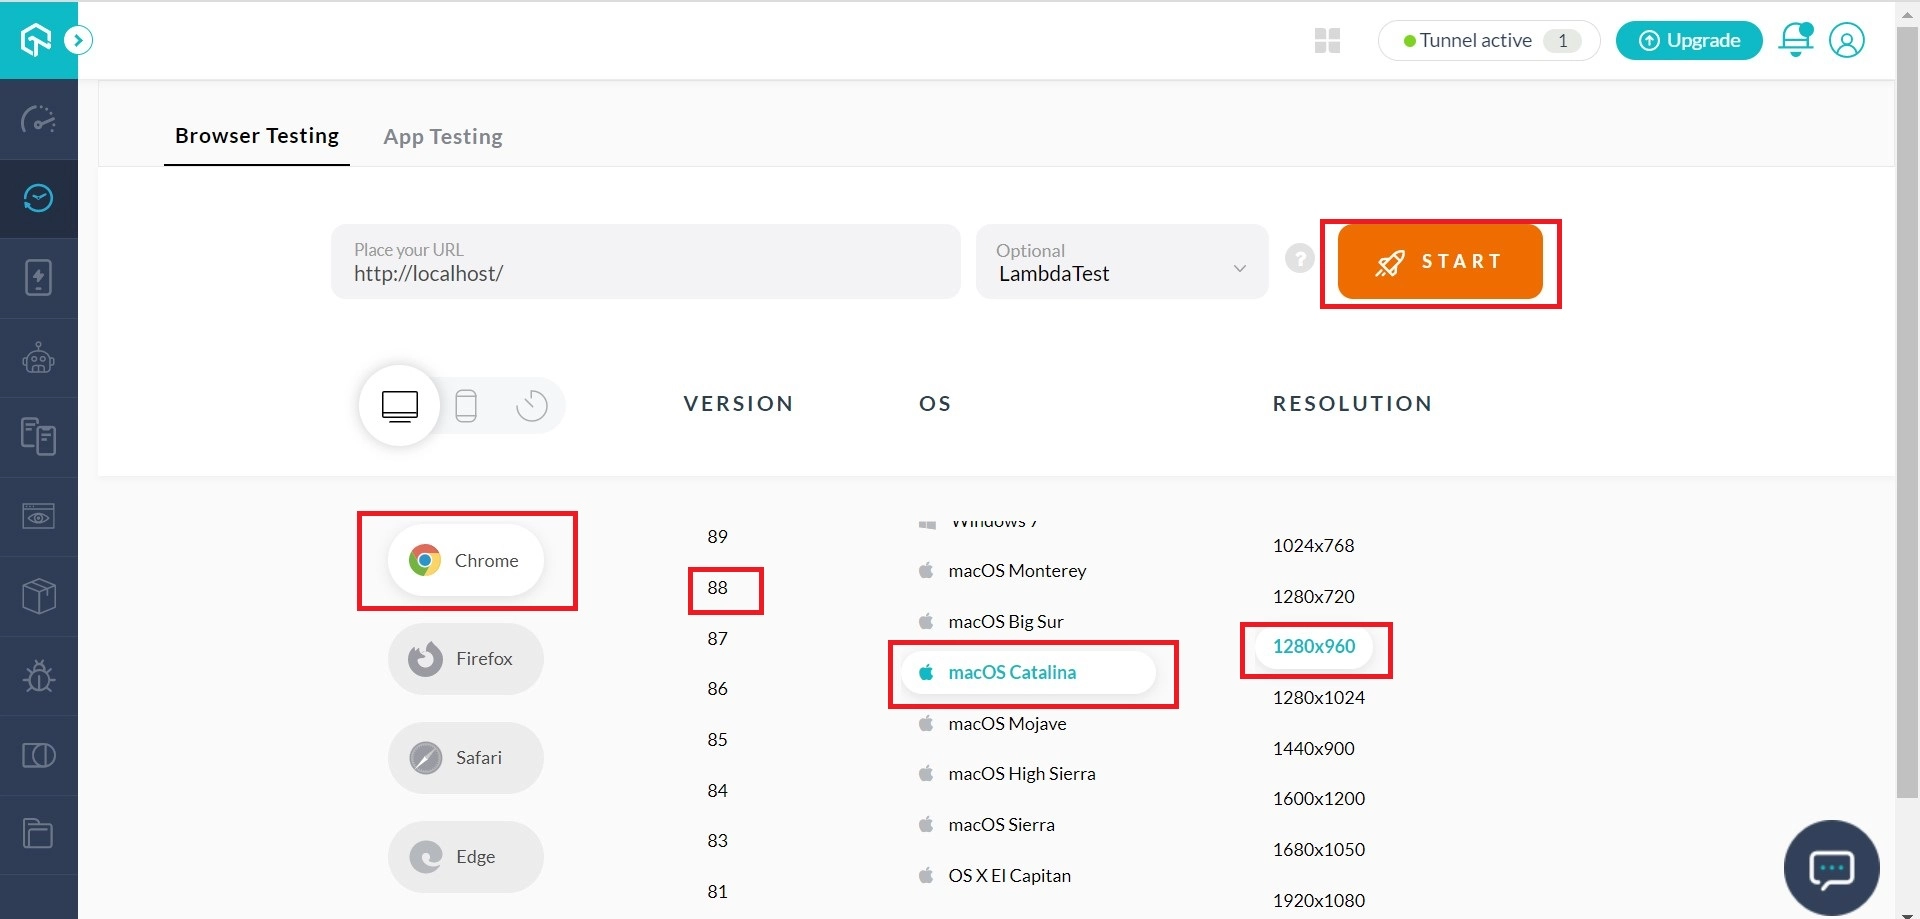 Tunnel active 1
Upgrade
Browser Testing
App Testing
Place your URL
http://localhost/
Optional
LambdaTest
?
START
VERSION
OS
RESOLUTION
Chrome
Firefox
Safari
Edge
89
88
87
86
85
84
83
81
Windows 7
macOS Monterey
macOS Big Sur
macOS Catalina
macOS Mojave
macOS High Sierra
macOS Sierra
OS X El Capitan
1024x768
1280x720
1280x960
1280x1024
1440x900
1600x1200
1680x1050
1920x1080